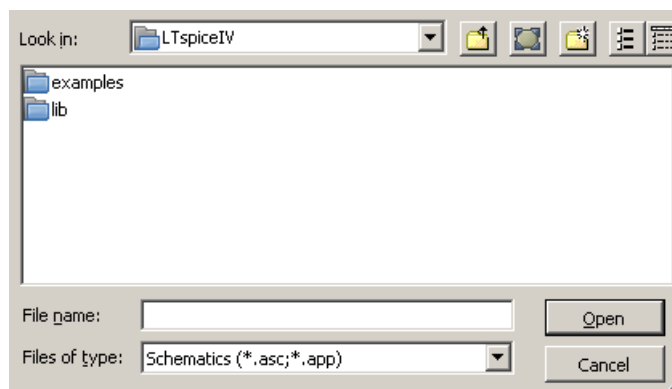 Look in: LTspiceIV
examples
lib
File name: Open
Files of type: Schematics (*.asc;*.app) Cancel